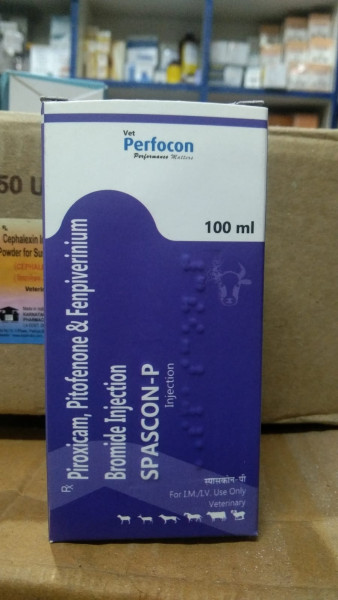 Vet
Perfocon
Performance Matters
100 ml
Rx
Piroxicam, Pitofenone & Fenpiverinium
Bromide Injection
SPASCON-P
Injection
स्पासकोन-पी
For I.M./I.V. Use Only
Veterinary
50 U
Cephalexin
Powder for